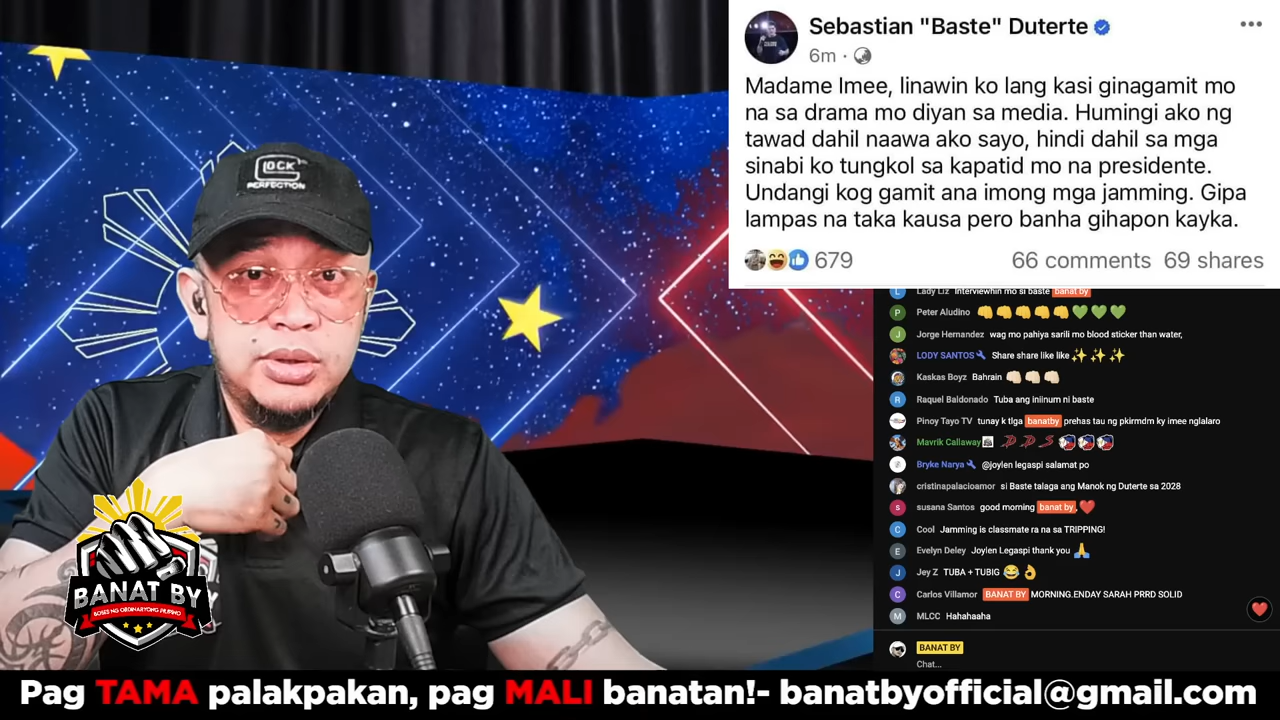 Sebastian "Baste" Duterte
6m ·
Madame Imee, linawin ko lang kasi ginagamit mo
na sa drama mo diyan sa media. Humingi ako ng
tawad dahil naawa ako sayo, hindi dahil sa mga
sinabi ko tungkol sa kapatid mo na presidente.
Undangi kog gamit ana imong mga jamming. Gipa
lampas na taka kausa pero banha gihapon kayka.
679 66 comments 69 shares
GLOCK
PERFECTION
L Lady Liz Interviewhin mo si baste banat by
P Peter Aludino 👊👊👊👊👊💚💚💚
J Jorge Hernandez wag mo pahiya sarili mo blood sticker than water,
LODY SANTOS Share share like like ✨✨✨
Kaskas Boyz Bahrain 👊🏻👊🏻👊🏻
R Raquel Baldonado Tuba ang iniinum ni baste
Pinoy Tayo TV tunay k tlga banatby prehas tau ng pkirmdm ky imee nglalaro
Mavrik Callaway
Bryke Narya @joylen legaspi salamat po
cristinapalacioamor si Baste talaga ang Manok ng Duterte sa 2028
s susana Santos good morning banat by, ❤️
C Cool Jamming is classmate ra na sa TRIPPING!
E Evelyn Deley Joylen Legaspi thank you 🙏
J Jey Z TUBA + TUBIG 😂👌
C Carlos Villamor BANAT BY MORNING.ENDAY SARAH PRRD SOLID
M MLCC Hahahaaha
BANAT BY
Chat...
BANAT BY
BOSES NG ORDINARYONG PILIPINO
Pag TAMA palakpakan, pag MALI banatan!- banatbyofficial@gmail.com